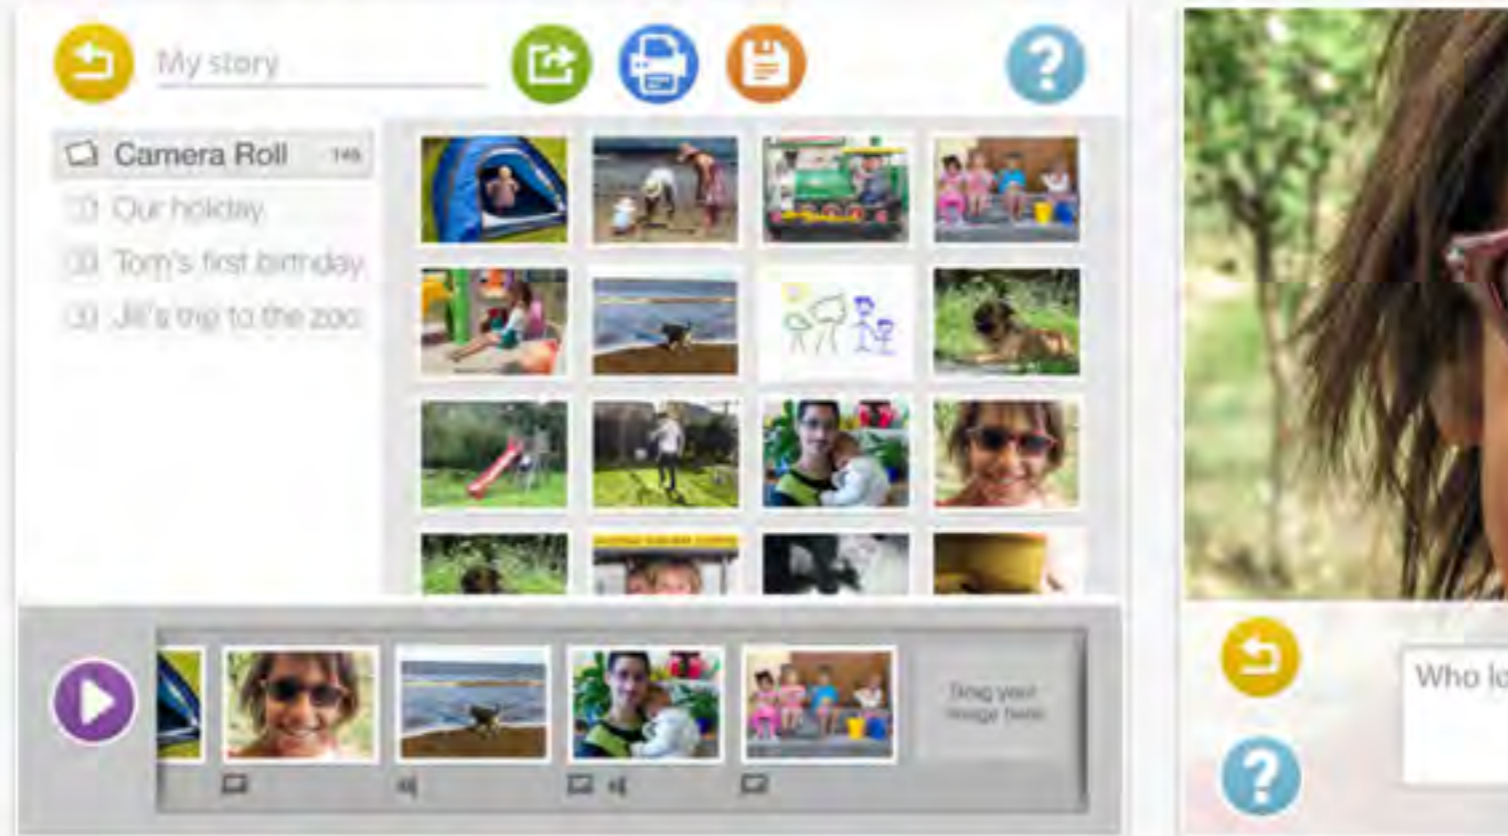 My story
Camera Roll 146
Our holiday
Tom's first birthday
Jill's trip to the zoo
Drag your
image here
Who lo